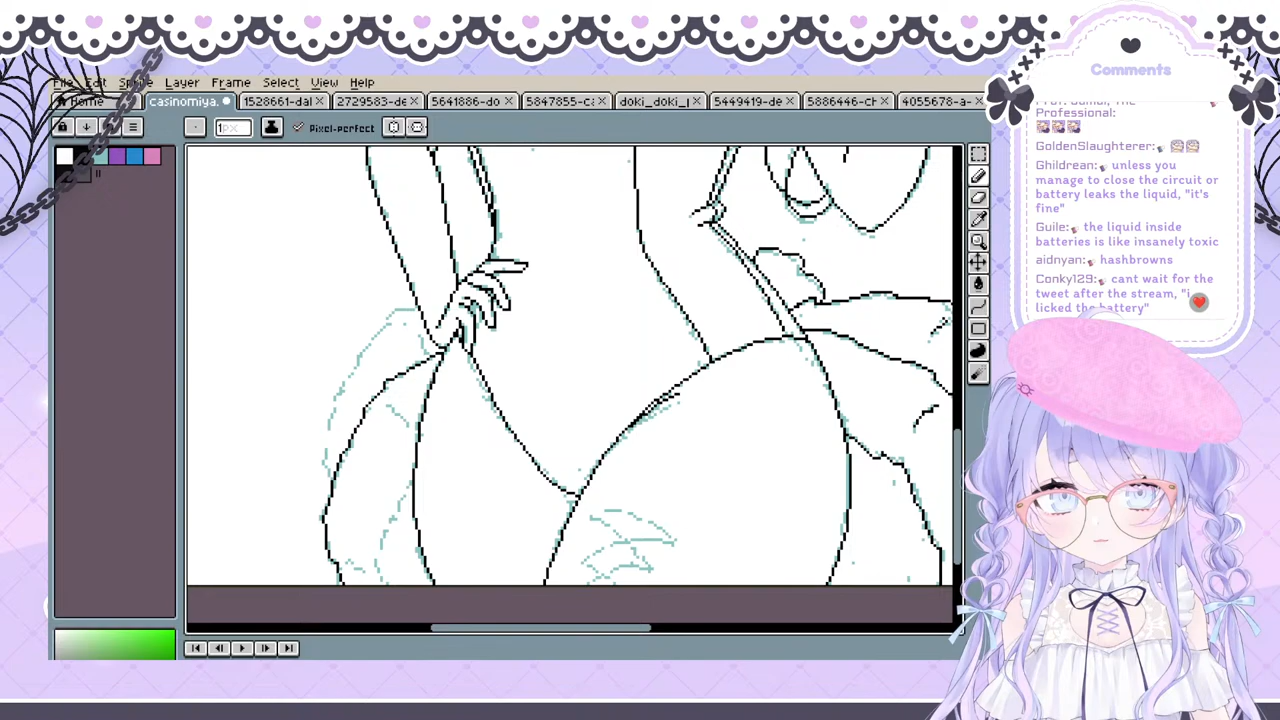 File Edit Sprite Layer Frame Select View Help
Home casinomiya. 1528661-dal 2729583-de 5641886-do 5847855-ca doki_doki_l 5449419-de 5886446-ch 4055678-a-
Pixel-perfect
Comments
Professional:
GoldenSlaughterer:
Ghildrean: unless you
manage to close the circuit or
battery leaks the liquid, "it's
fine"
Guile: the liquid inside
batteries is like insanely toxic
aidnyan: hashbrowns
Conky129: cant wait for the
tweet after the stream, "i
licked the battery"